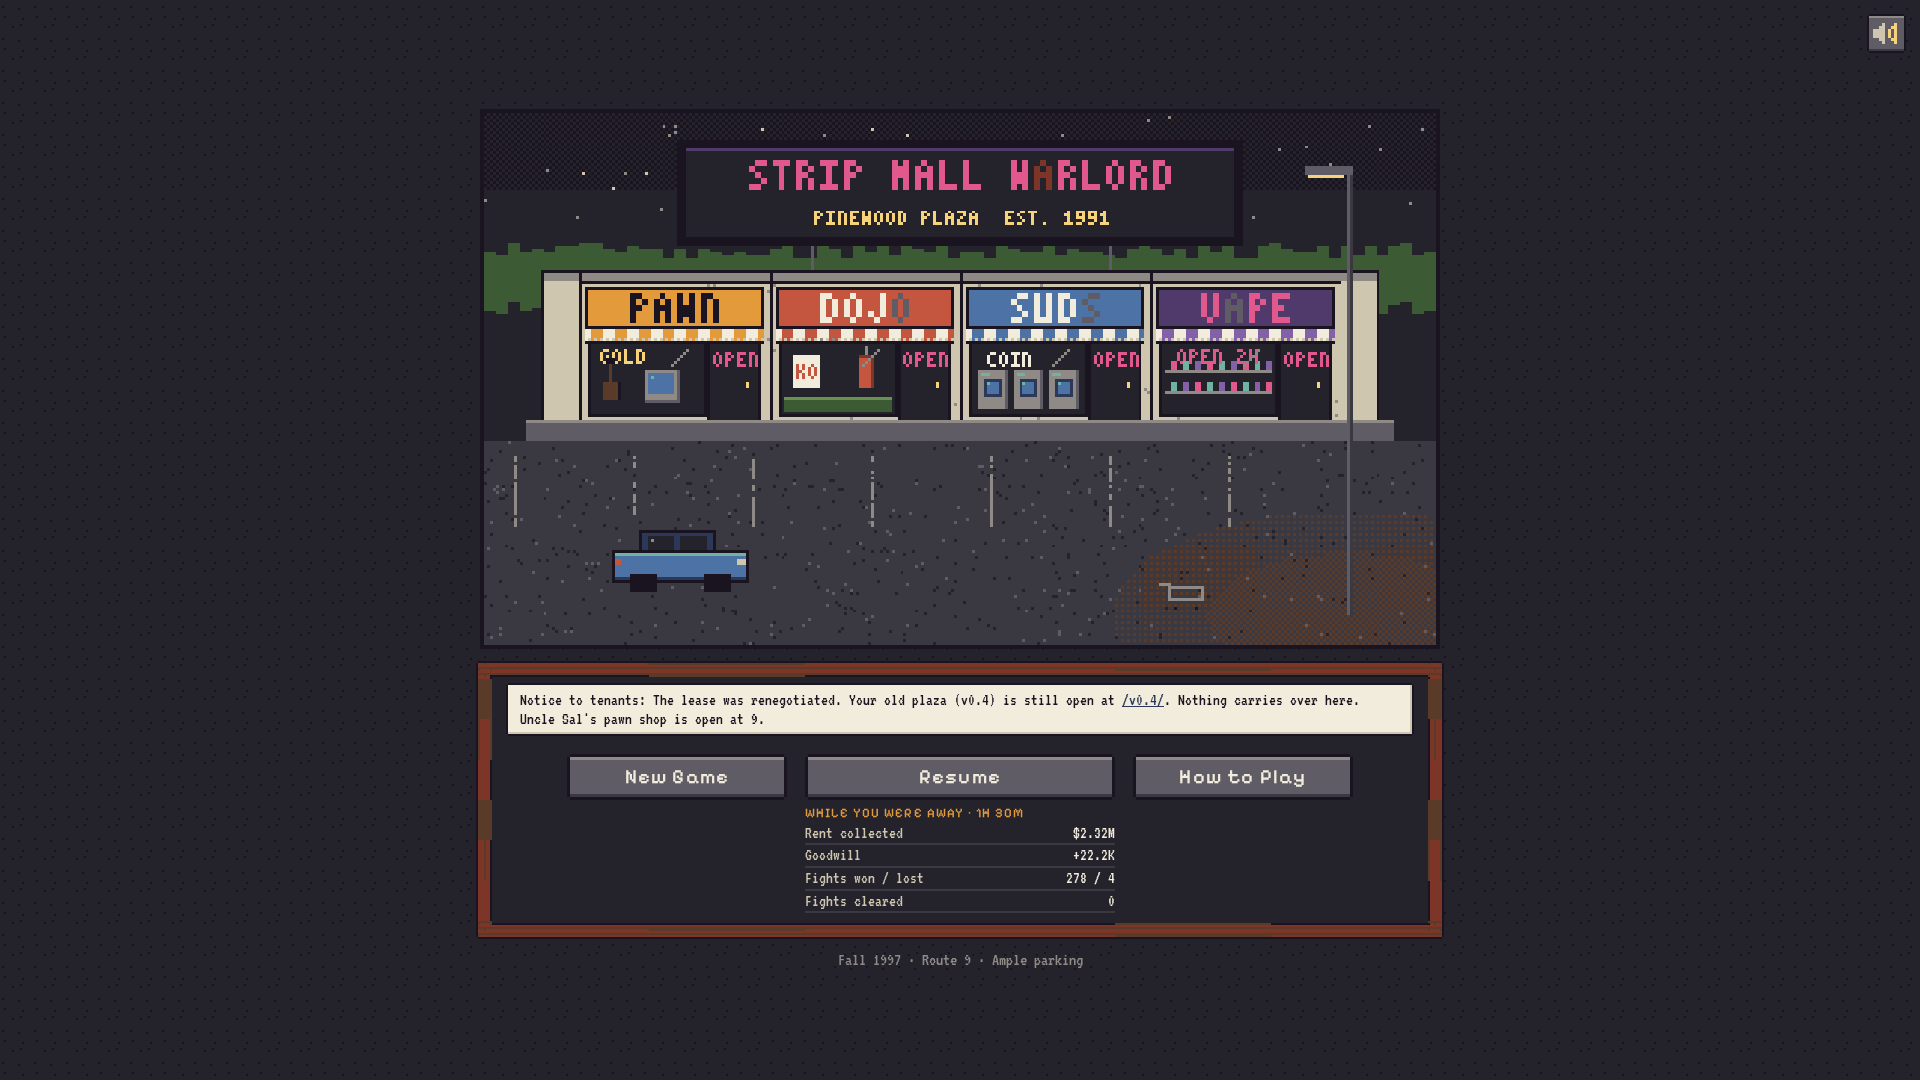 STRIP MALL WARLORD
PINEWOOD PLAZA EST. 1991
PAWN DOJO SUDS VAPE
GOLD OPEN KO OPEN COIN OPEN OPEN 24 OPEN
Notice to tenants: The lease was renegotiated. Your old plaza (v0.4) is still open at /v0.4/. Nothing carries over here.
Uncle Sal's pawn shop is open at 9.
New Game Resume How to Play
WHILE YOU WERE AWAY · 1H 30M
Rent collected $2.32M
Goodwill +22.2K
Fights won / lost 278 / 4
Fights cleared 0
Fall 1997 · Route 9 · Ample parking